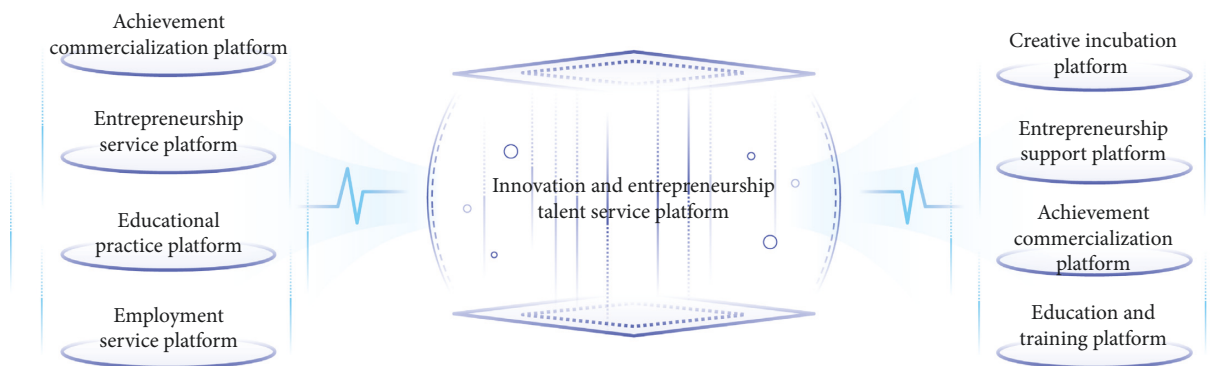 Achievement
commercialization platform
Entrepreneurship
service platform
Educational
practice platform
Employment
service platform
Innovation and entrepreneurship
talent service platform
Creative incubation
platform
Entrepreneurship
support platform
Achievement
commercialization
platform
Education and
training platform